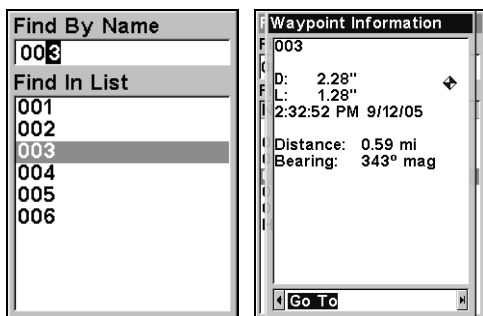 Find By Name
003
Find In List
001
002
003
004
005
006
Waypoint Information
003
D: 2.28"
L: 1.28"
2:32:52 PM 9/12/05
Distance: 0.59 mi
Bearing: 343º mag
Go To